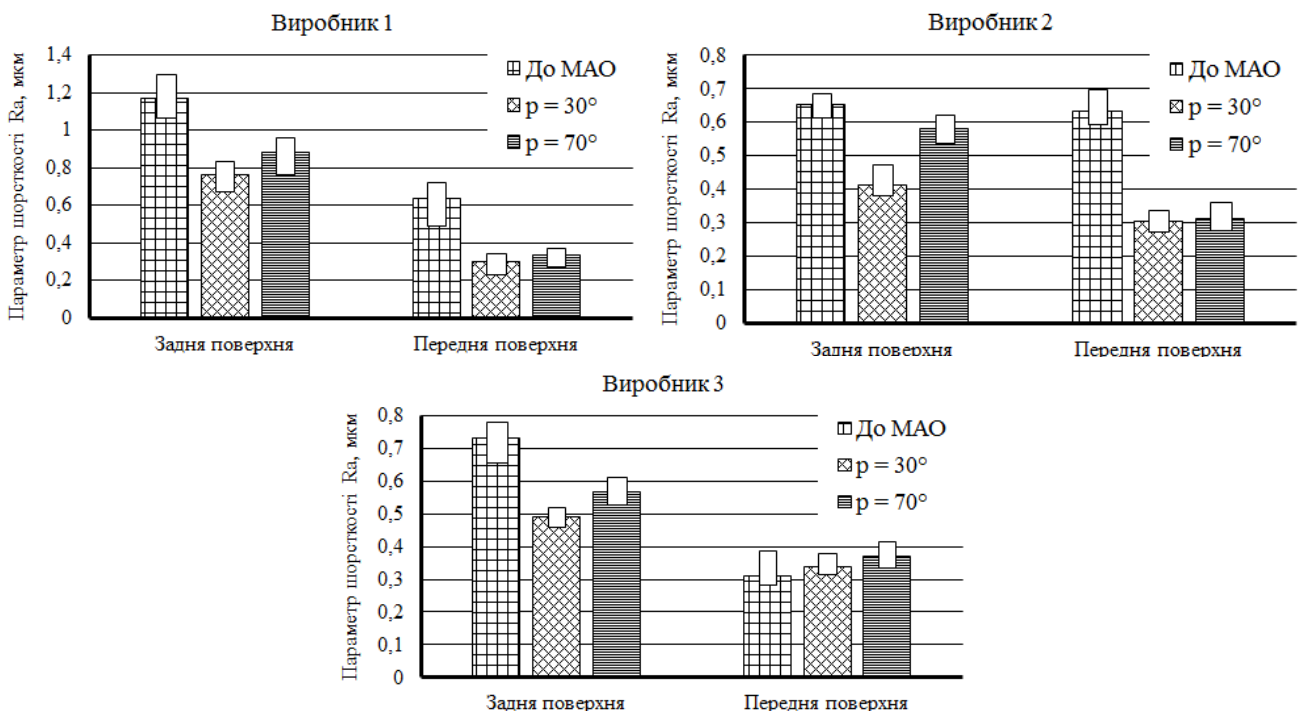 Виробник 1
Параметр шорсткості Ra, мкм
1,4
1,2
1
0,8
0,6
0,4
0,2
0
До МАО
p = 30°
p = 70°
Задня поверхня
Передня поверхня
Виробник 2
Параметр шорсткості Ra, мкм
0,8
0,7
0,6
0,5
0,4
0,3
0,2
0,1
0
До МАО
p = 30°
p = 70°
Задня поверхня
Передня поверхня
Виробник 3
Параметр шорсткості Ra, мкм
0,8
0,7
0,6
0,5
0,4
0,3
0,2
0,1
0
До МАО
p = 30°
p = 70°
Задня поверхня
Передня поверхня